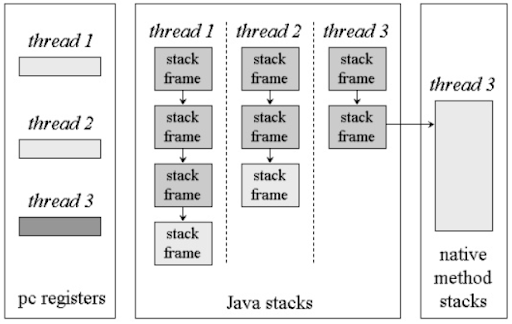 thread 1
thread 2
thread 3
pc registers
thread 1
stack
frame
stack
frame
stack
frame
stack
frame
thread 2
stack
frame
stack
frame
stack
frame
thread 3
stack
frame
stack
frame
Java stacks
thread 3
native
method
stacks